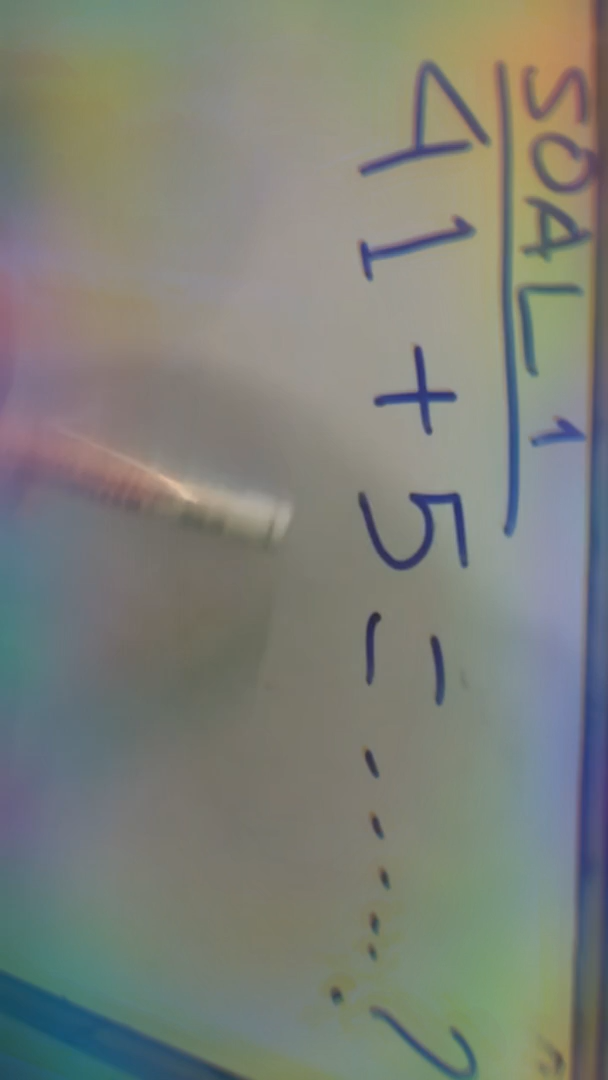 SOAL 1
41 + 5 = ......?